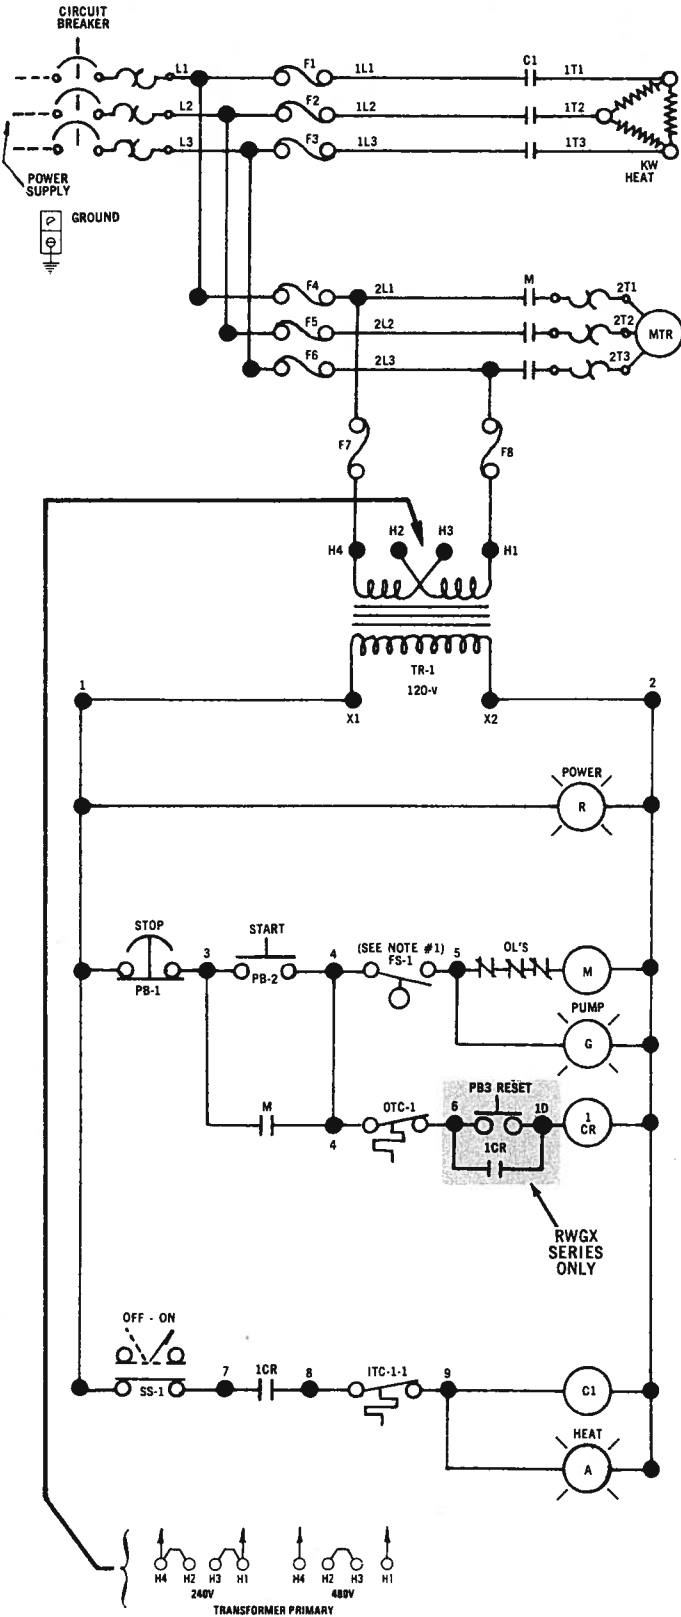 CIRCUIT
BREAKER
L1
F1
1L1
C1
1T1
L2
F2
1L2
1T2
L3
F3
1L3
1T3
KW
HEAT
POWER
SUPPLY
GROUND
F4
2L1
M
2T1
F5
2L2
2T2
MTR
F6
2L3
2T3
F7
F8
H4
H2
H3
H1
TR-1
120-V
1
X1
X2
2
POWER
R
STOP
START
3
4
(SEE NOTE #1)
FS-1
5
OL'S
M
PB-1
PB-2
PUMP
G
PB3 RESET
M
OTC-1
6
1D
1
CR
4
1CR
RWGX
SERIES
ONLY
OFF - ON
7
1CR
8
ITC-1-1
9
SS-1
C1
HEAT
A
H4 H2 H3 H1 H4 H2 H3 H1
240V 480V
TRANSFORMER PRIMARY